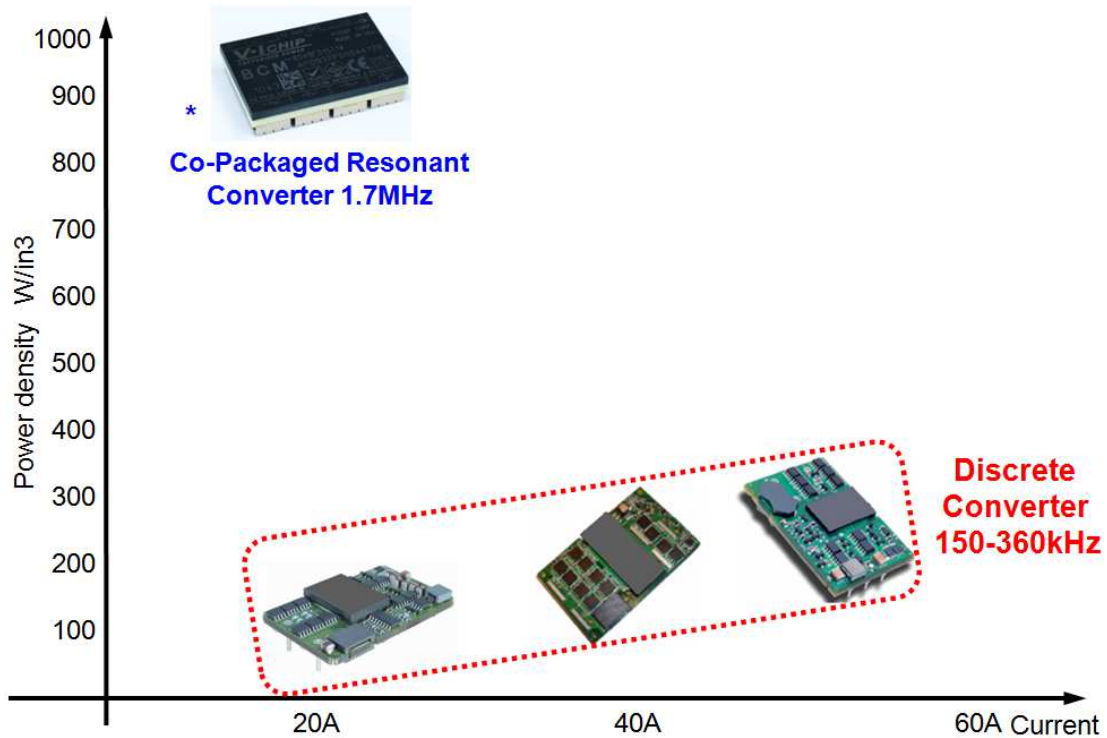 1000
900
800
700
600
500
400
300
200
100
Power density W/in3
V·I CHIP
BCM
*
Co-Packaged Resonant
Converter 1.7MHz
Discrete
Converter
150-360kHz
20A
40A
60A Current